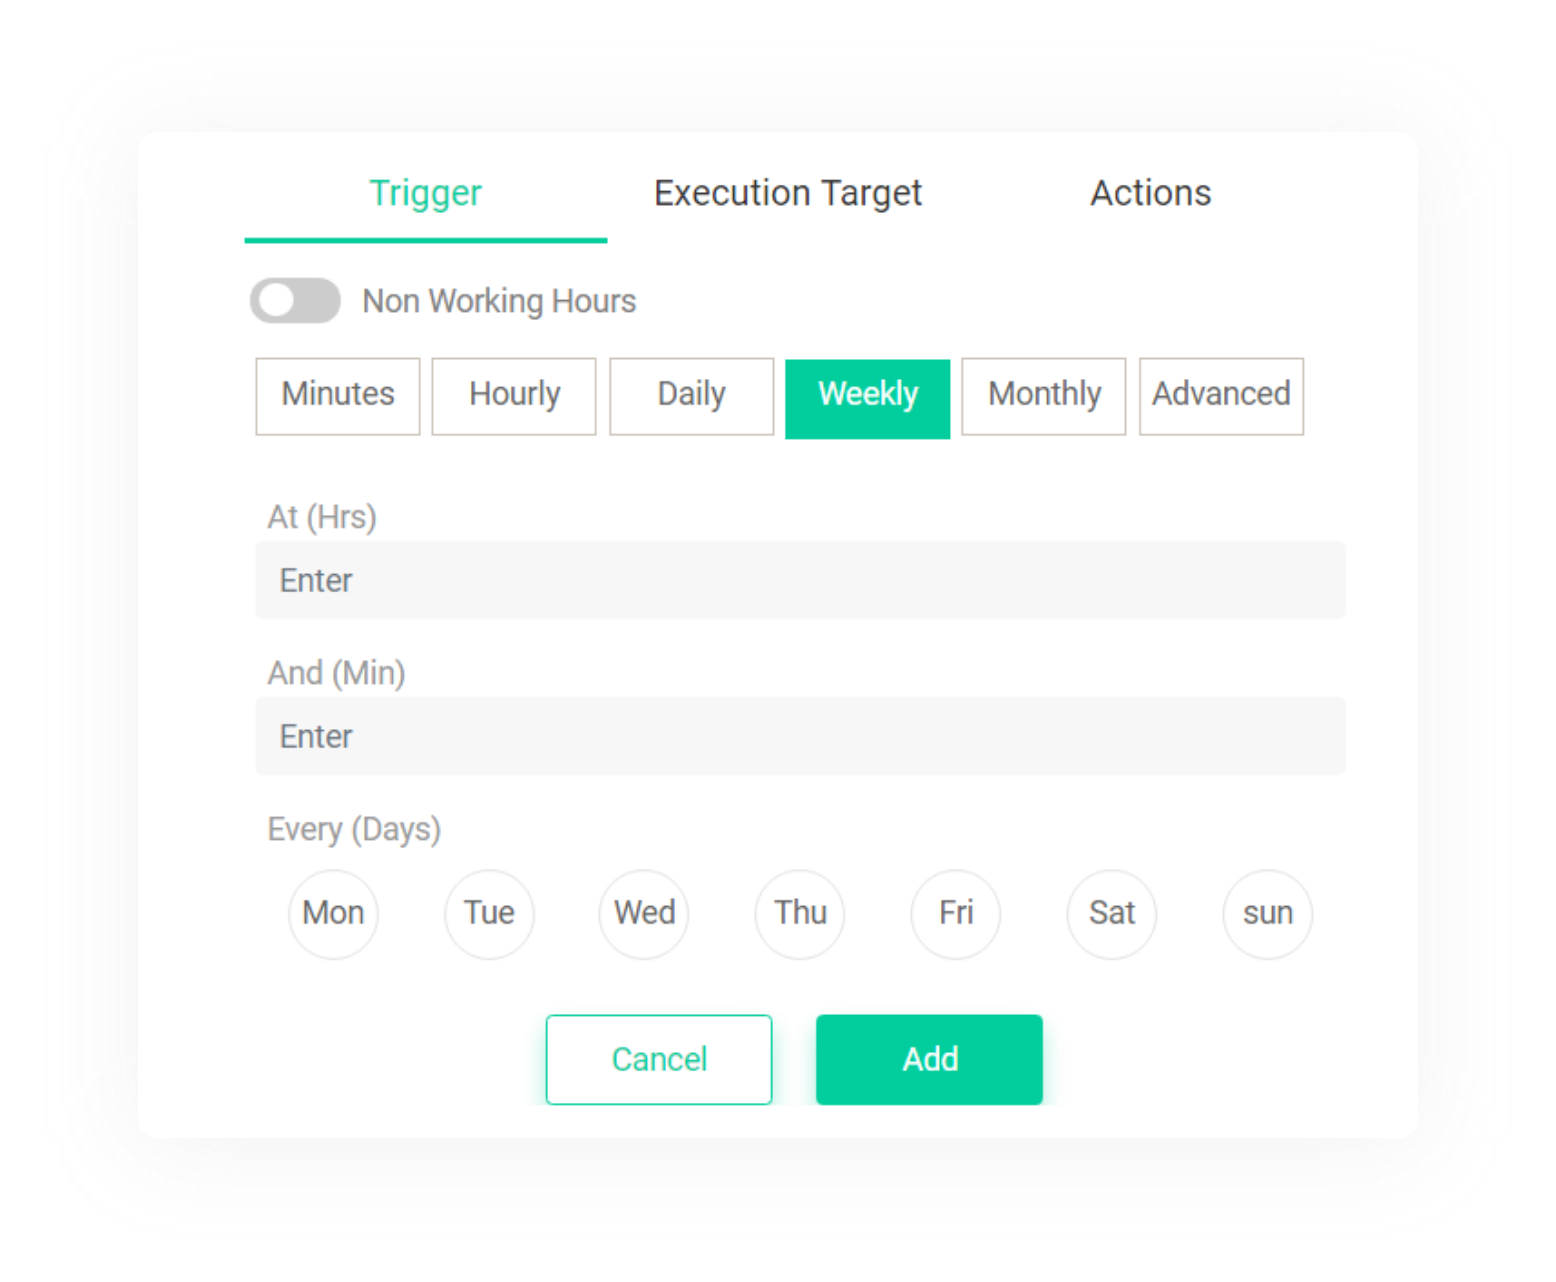 Trigger Execution Target Actions
Non Working Hours
Minutes Hourly Daily Weekly Monthly Advanced
At (Hrs)
Enter
And (Min)
Enter
Every (Days)
Mon Tue Wed Thu Fri Sat sun
Cancel Add